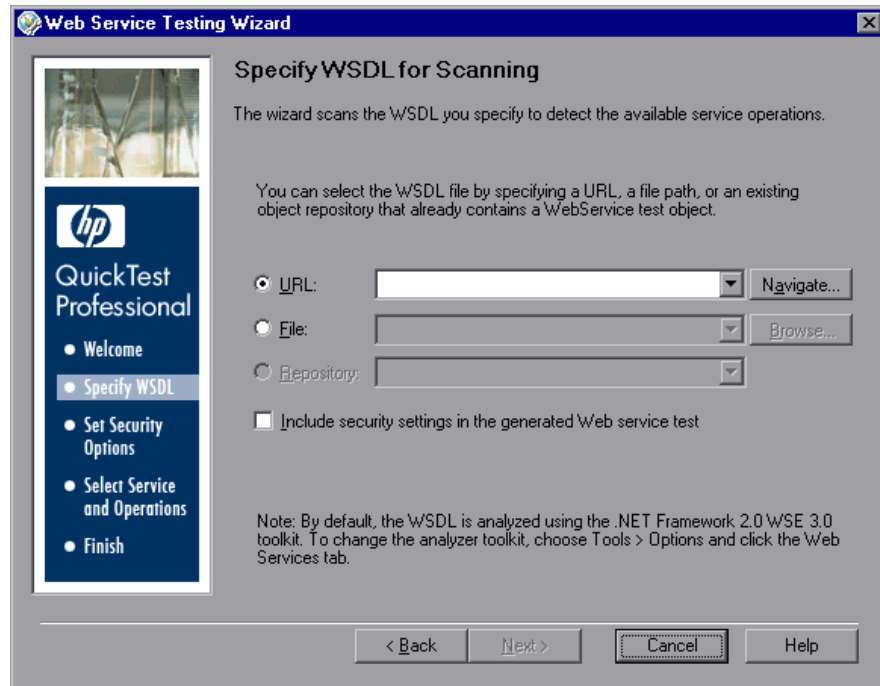 Web Service Testing Wizard
Specify WSDL for Scanning
The wizard scans the WSDL you specify to detect the available service operations.
You can select the WSDL file by specifying a URL, a file path, or an existing
object repository that already contains a WebService test object.
hp
QuickTest
Professional
Welcome
Specify WSDL
Set Security
Options
Select Service
and Operations
Finish
URL:
Navigate...
File:
Browse...
Repository:
Include security settings in the generated Web service test
Note: By default, the WSDL is analyzed using the .NET Framework 2.0 WSE 3.0
toolkit. To change the analyzer toolkit, choose Tools > Options and click the Web
Services tab.
< Back
Next >
Cancel
Help